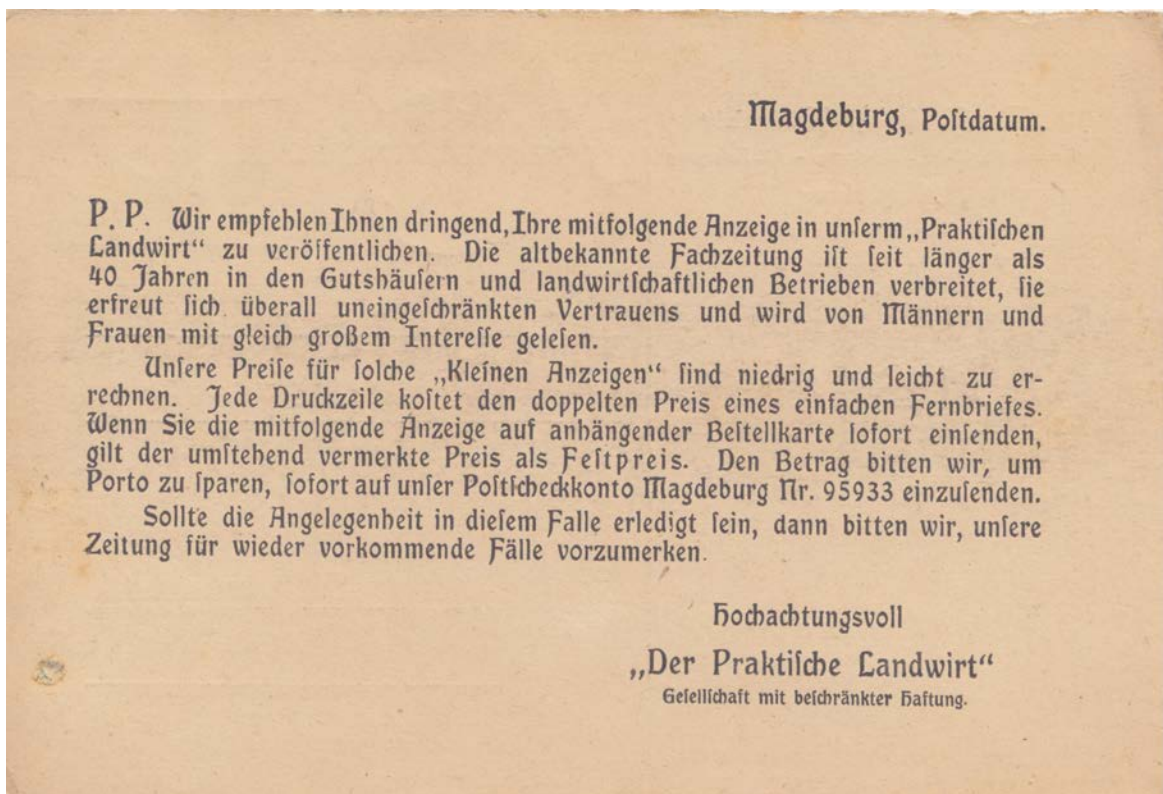 Magdeburg, Poſtdatum.
P. P. Wir empfehlen Ihnen dringend, Ihre mitfolgende Anzeige in unſerm „Praktiſchen
Landwirt“ zu veröffentlichen. Die altbekannte Fachzeitung iſt ſeit länger als
40 Jahren in den Gutshäuſern und landwirtſchaftlichen Betrieben verbreitet, ſie
erfreut ſich überall uneingeſchränkten Vertrauens und wird von Männern und
Frauen mit gleich großem Intereſſe geleſen.
Unſere Preiſe für ſolche „Kleinen Anzeigen“ ſind niedrig und leicht zu er-
rechnen. Jede Druckzeile koſtet den doppelten Preis eines einfachen Fernbriefes.
Wenn Sie die mitfolgende Anzeige auf anhängender Beſtellkarte ſofort einſenden,
gilt der umſtehend vermerkte Preis als Feſtpreis. Den Betrag bitten wir, um
Porto zu ſparen, ſofort auf unſer Poſtſcheckkonto Magdeburg Nr. 95933 einzuſenden.
Sollte die Angelegenheit in dieſem Falle erledigt ſein, dann bitten wir, unſere
Zeitung für wieder vorkommende Fälle vorzumerken.
Hochachtungsvoll
„Der Praktiſche Landwirt“
Geſellſchaft mit beſchränkter Haftung.